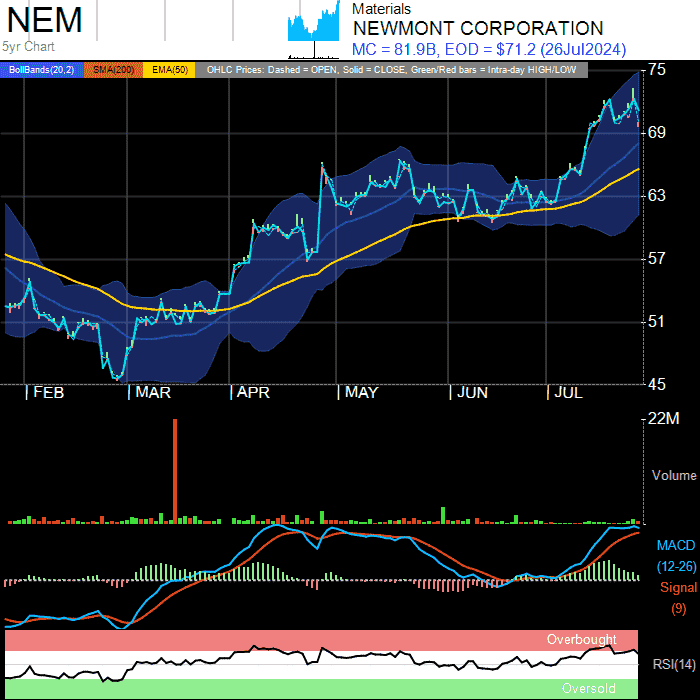 NEM
5yr Chart
Materials
NEWMONT CORPORATION
MC = 81.9B, EOD = $71.2 (26Jul2024)
BollBands(20,2) SMA(200) EMA(50) OHLC Prices: Dashed = OPEN, Solid = CLOSE, Green/Red bars = Intra-day HIGH/LOW
75
69
63
57
51
45
FEB MAR APR MAY JUN JUL
22M
Volume
MACD
(12-26)
Signal
(9)
Overbought
RSI(14)
Oversold